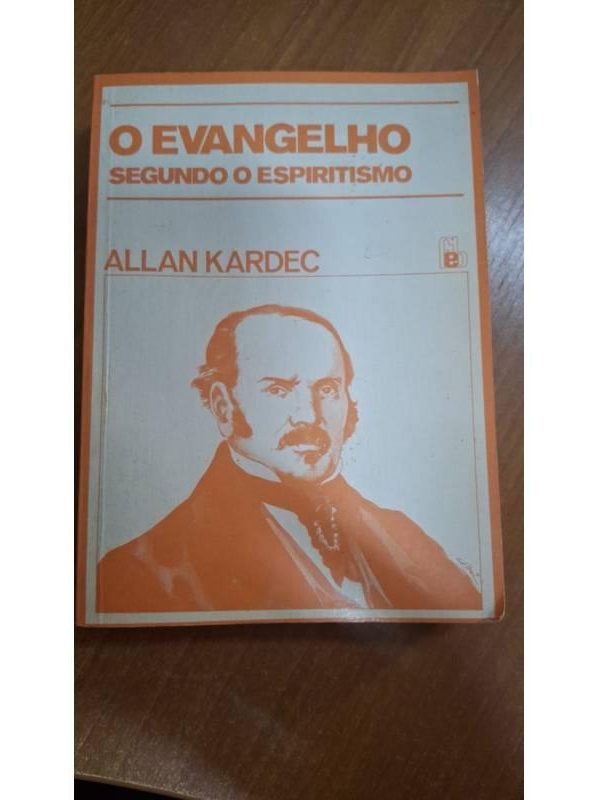 O EVANGELHO
SEGUNDO O ESPIRITISMO
ALLAN KARDEC